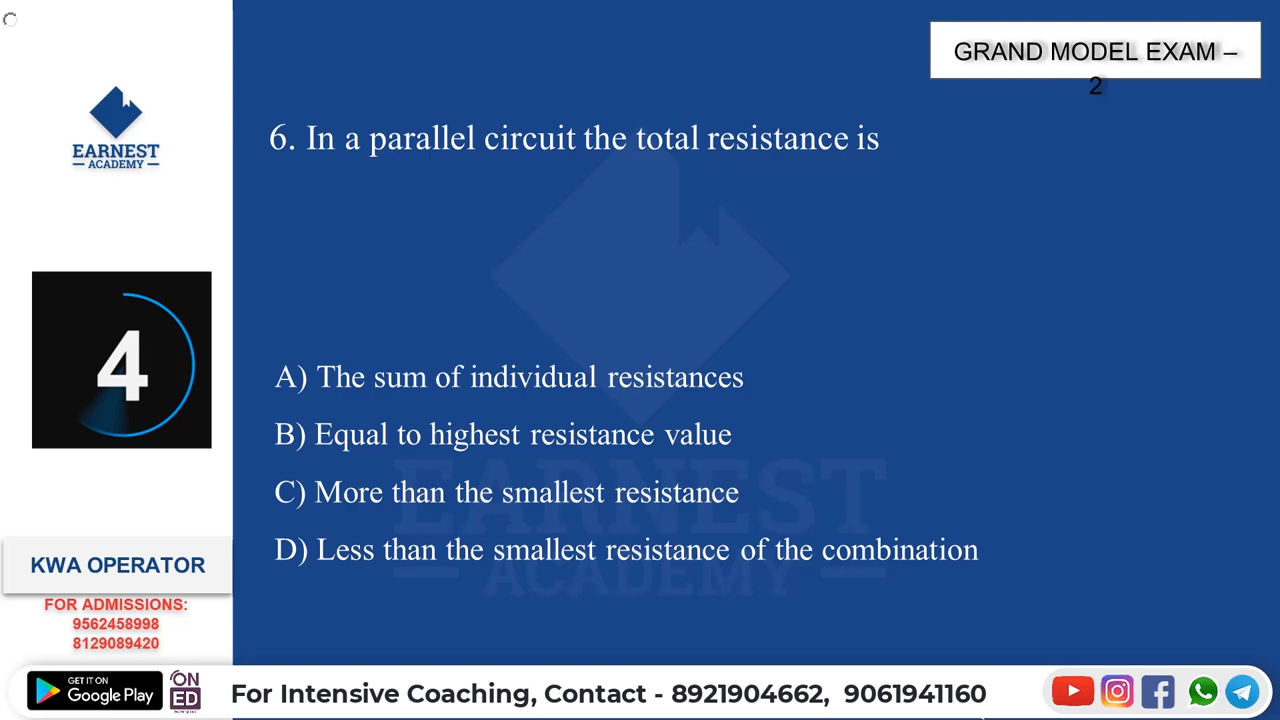 GRAND MODEL EXAM –
2
EARNEST
ACADEMY
6. In a parallel circuit the total resistance is
4
A) The sum of individual resistances
B) Equal to highest resistance value
C) More than the smallest resistance
D) Less than the smallest resistance of the combination
EARNEST
ACADEMY
KWA OPERATOR
FOR ADMISSIONS:
9562458998
8129089420
GET IT ON
Google Play
ON
ED
For Intensive Coaching, Contact - 8921904662, 9061941160